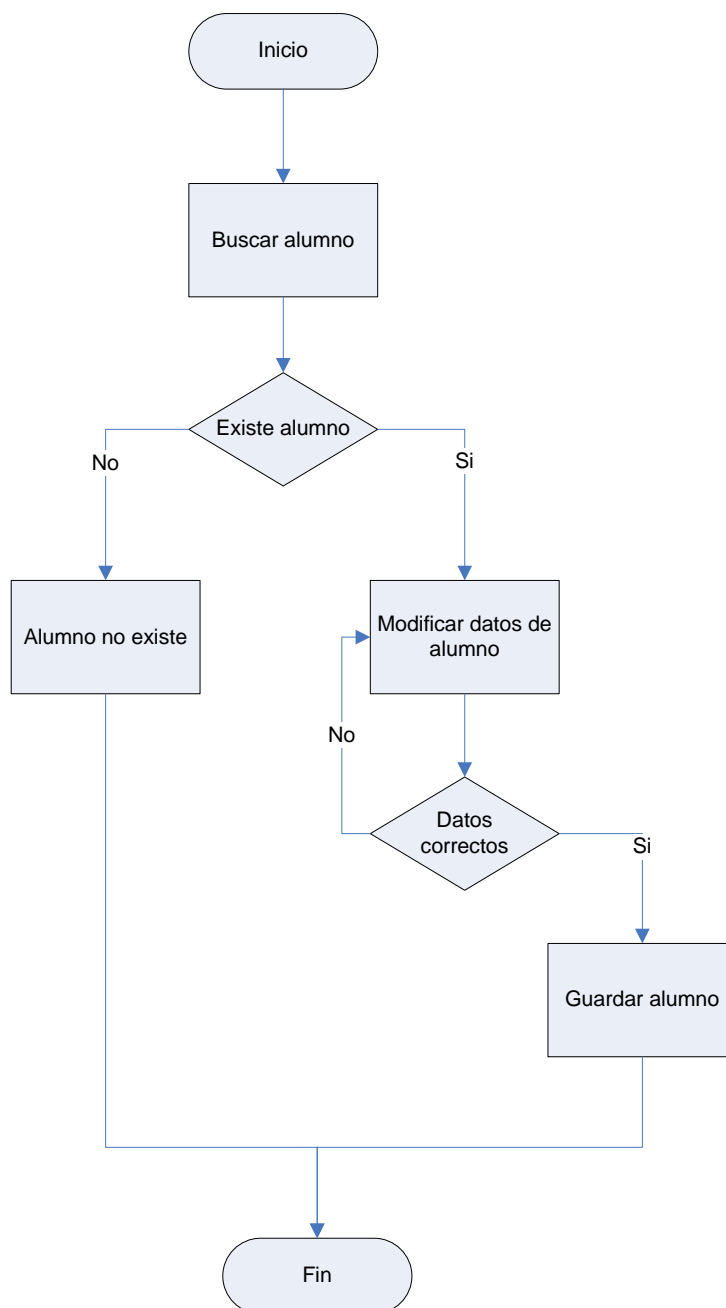 Inicio
Buscar alumno
Existe alumno
No
Si
Alumno no existe
Modificar datos de
alumno
No
Datos
correctos
Si
Guardar alumno
Fin